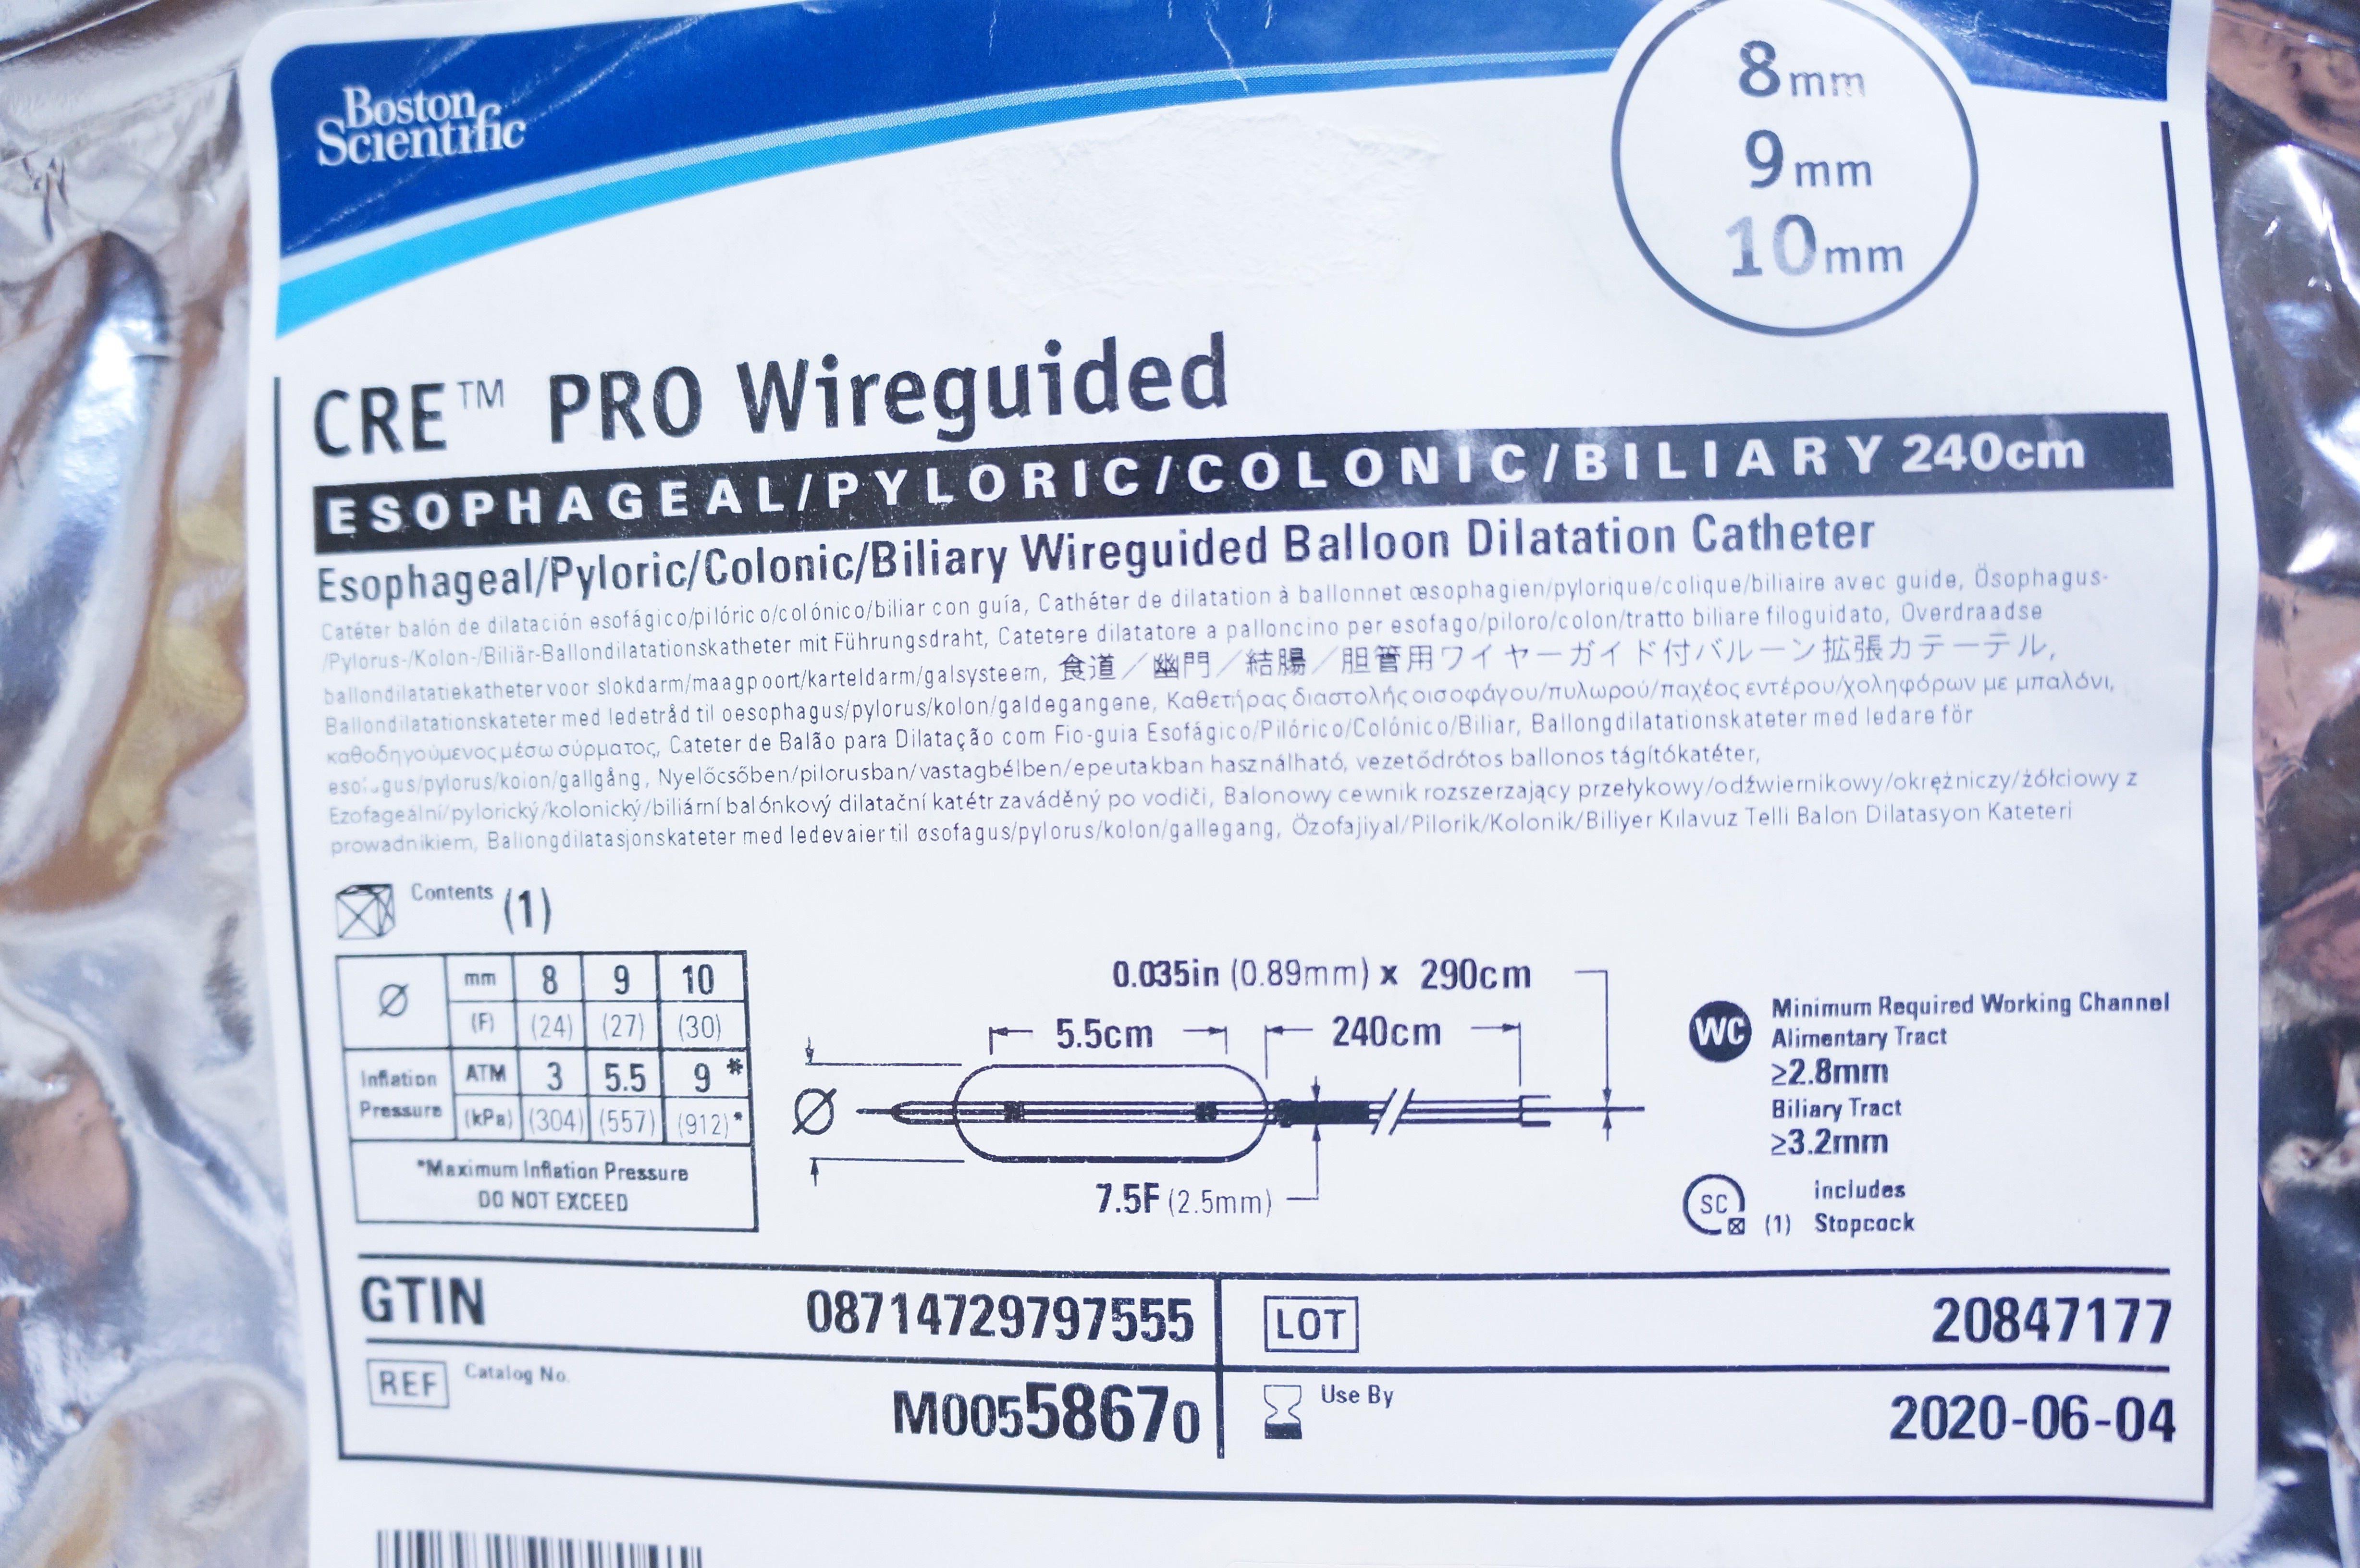 Boston
Scientific
8mm
9mm
10mm
CRE™ PRO Wireguided
ESOPHAGEAL/PYLORIC/COLONIC/BILIARY 240cm
Esophageal/Pyloric/Colonic/Biliary Wireguided Balloon Dilatation Catheter
Catéter balón de dilatación esofágico/pilórico/colónico/biliar con guía, Cathéter de dilatation à ballonnet œsophagien/pylorique/colique/biliaire avec guide, Ösophagus-
/Pylorus-/Kolon-/Biliär-Ballondilatationskatheter mit Führungsdraht, Catetere dilatatore a palloncino per esofago/piloro/colon/tratto biliare filoguidato, Overdraadse
ballondilatatiekatheter voor slokdarm/maagpoort/karteldarm/galsysteem, 食道／幽門／結腸／胆管用ワイヤーガイド付バルーン拡張カテーテル,
Ballondilatationskateter med ledetråd til oesophagus/pylorus/kolon/galdegangene, Καθετήρας διαστολής οισοφάγου/πυλωρού/παχέος εντέρου/χοληφόρων με μπαλόνι,
καθοδηγούμενος μέσω σύρματος, Cateter de Balão para Dilatação com Fio-guia Esofágico/Pilórico/Colónico/Biliar, Ballongdilatationskateter med ledare för
/pylorus/kolon/gallgång, Nyelőcsőben/pilorusban/vastagbélben/epeutakban használható, vezetődrótos ballonos tágítókatéter,
Ezofageální/pylorický/kolonický/biliární balónkový dilatační katétr zaváděný po vodiči, Balonowy cewnik rozszerzający przełykowy/odźwiernikowy/okrężniczy/żółciowy z
prowadnikiem, Ballongdilatasjonskateter med ledevaier til øsofagus/pylorus/kolon/gallegang, Özofajiyal/Pilorik/Kolonik/Biliyer Kılavuz Telli Balon Dilatasyon Kateteri
Contents (1)
Ø mm 8 9 10
(F) (24) (27) (30)
Inflation Pressure ATM 3 5.5 9*
(kPa) (304) (557) (912)*
*Maximum Inflation Pressure
DO NOT EXCEED
0.035in (0.89mm) x 290cm
5.5cm 240cm
Ø
7.5F (2.5mm)
WC Minimum Required Working Channel
Alimentary Tract
≥2.8mm
Biliary Tract
≥3.2mm
SC includes
(1) Stopcock
GTIN 08714729797555 LOT 20847177
REF Catalog No. M00558670 Use By 2020-06-04